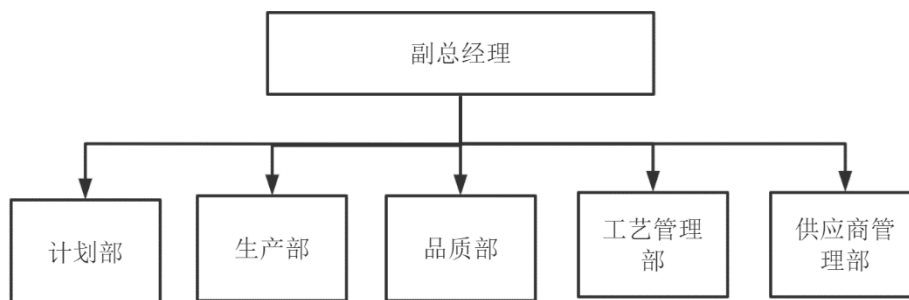 副总经理
计划部
生产部
品质部
工艺管理
部
供应商管
理部